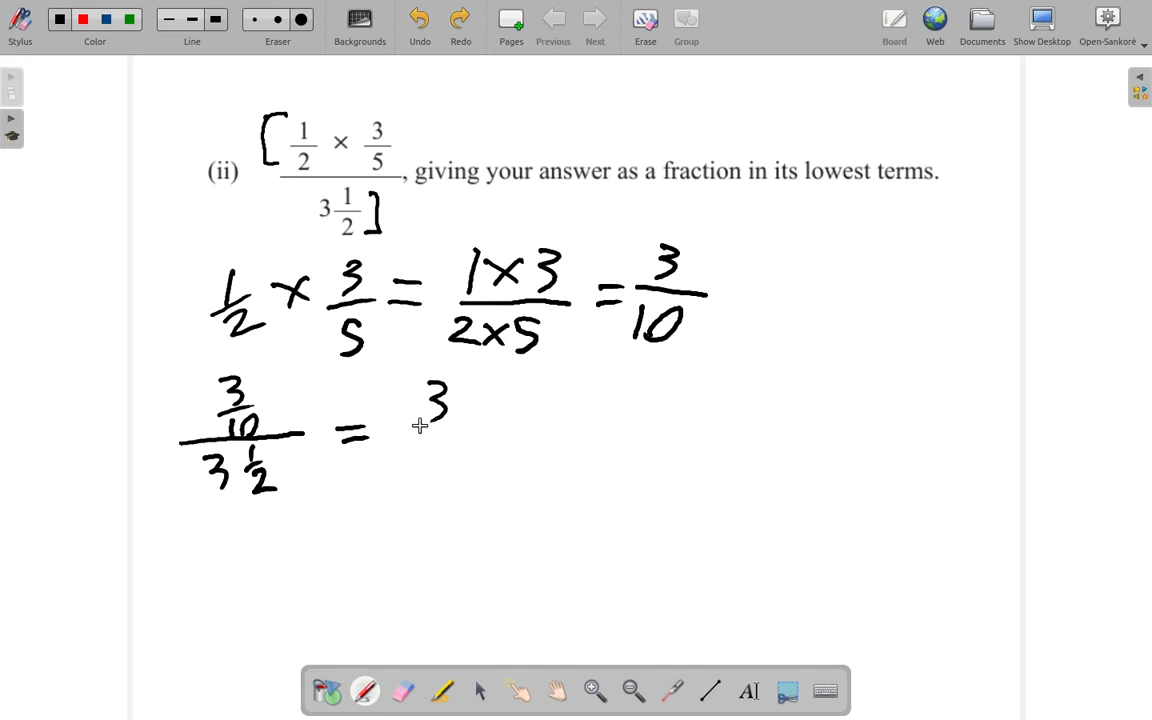 Stylus Color Line Eraser Backgrounds Undo Redo Pages Previous Next Erase Group Board Web Documents Show Desktop Open-Sankoré
(ii) [1/2 × 3/5 / 3 1/2], giving your answer as a fraction in its lowest terms.
1/2 × 3/5 = 1×3/2×5 = 3/10
3/10 / 3 1/2 = 3
AI